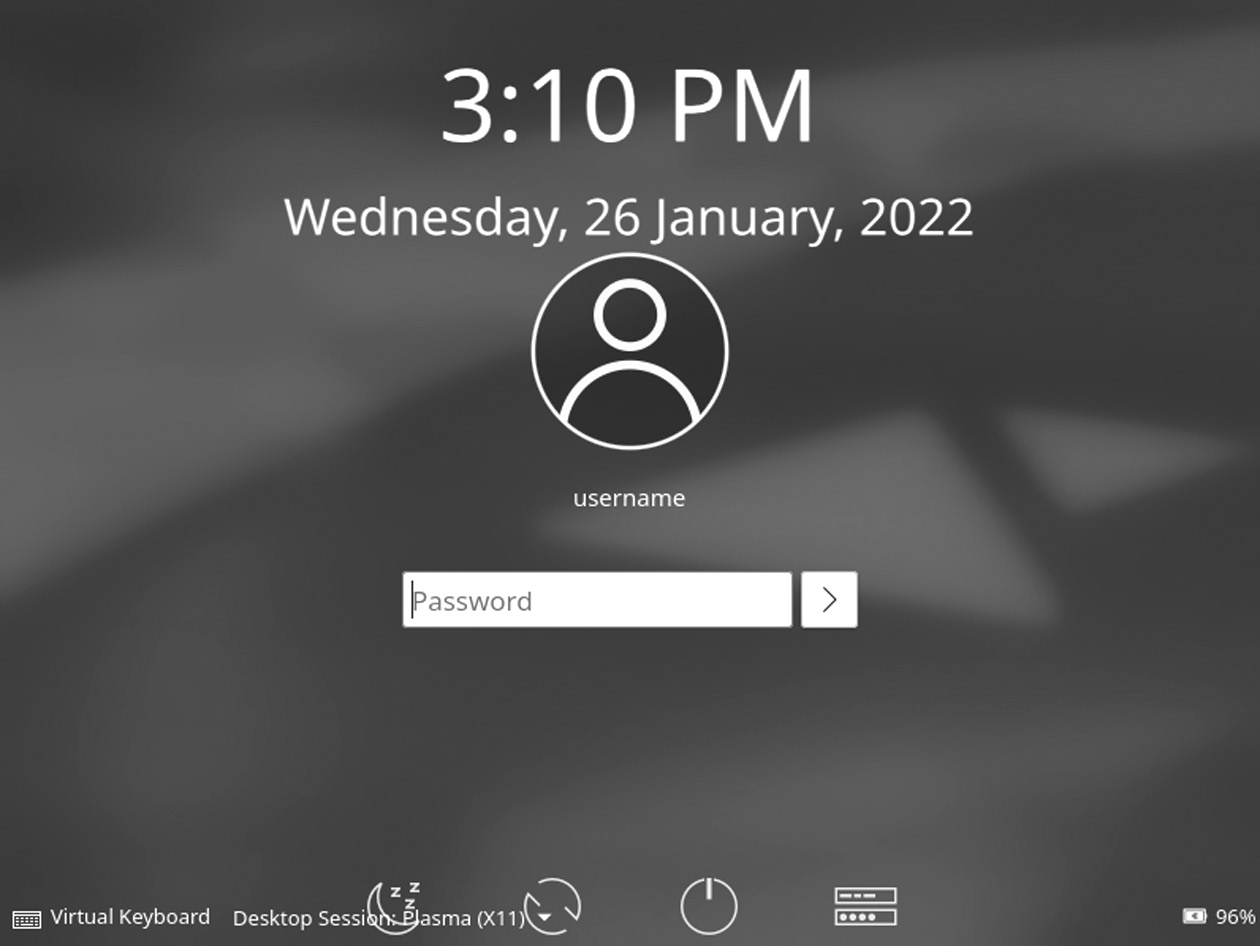 3:10 PM
Wednesday, 26 January, 2022
username
Password
z z
z
Virtual Keyboard Desktop Session: Plasma (X11) 96%